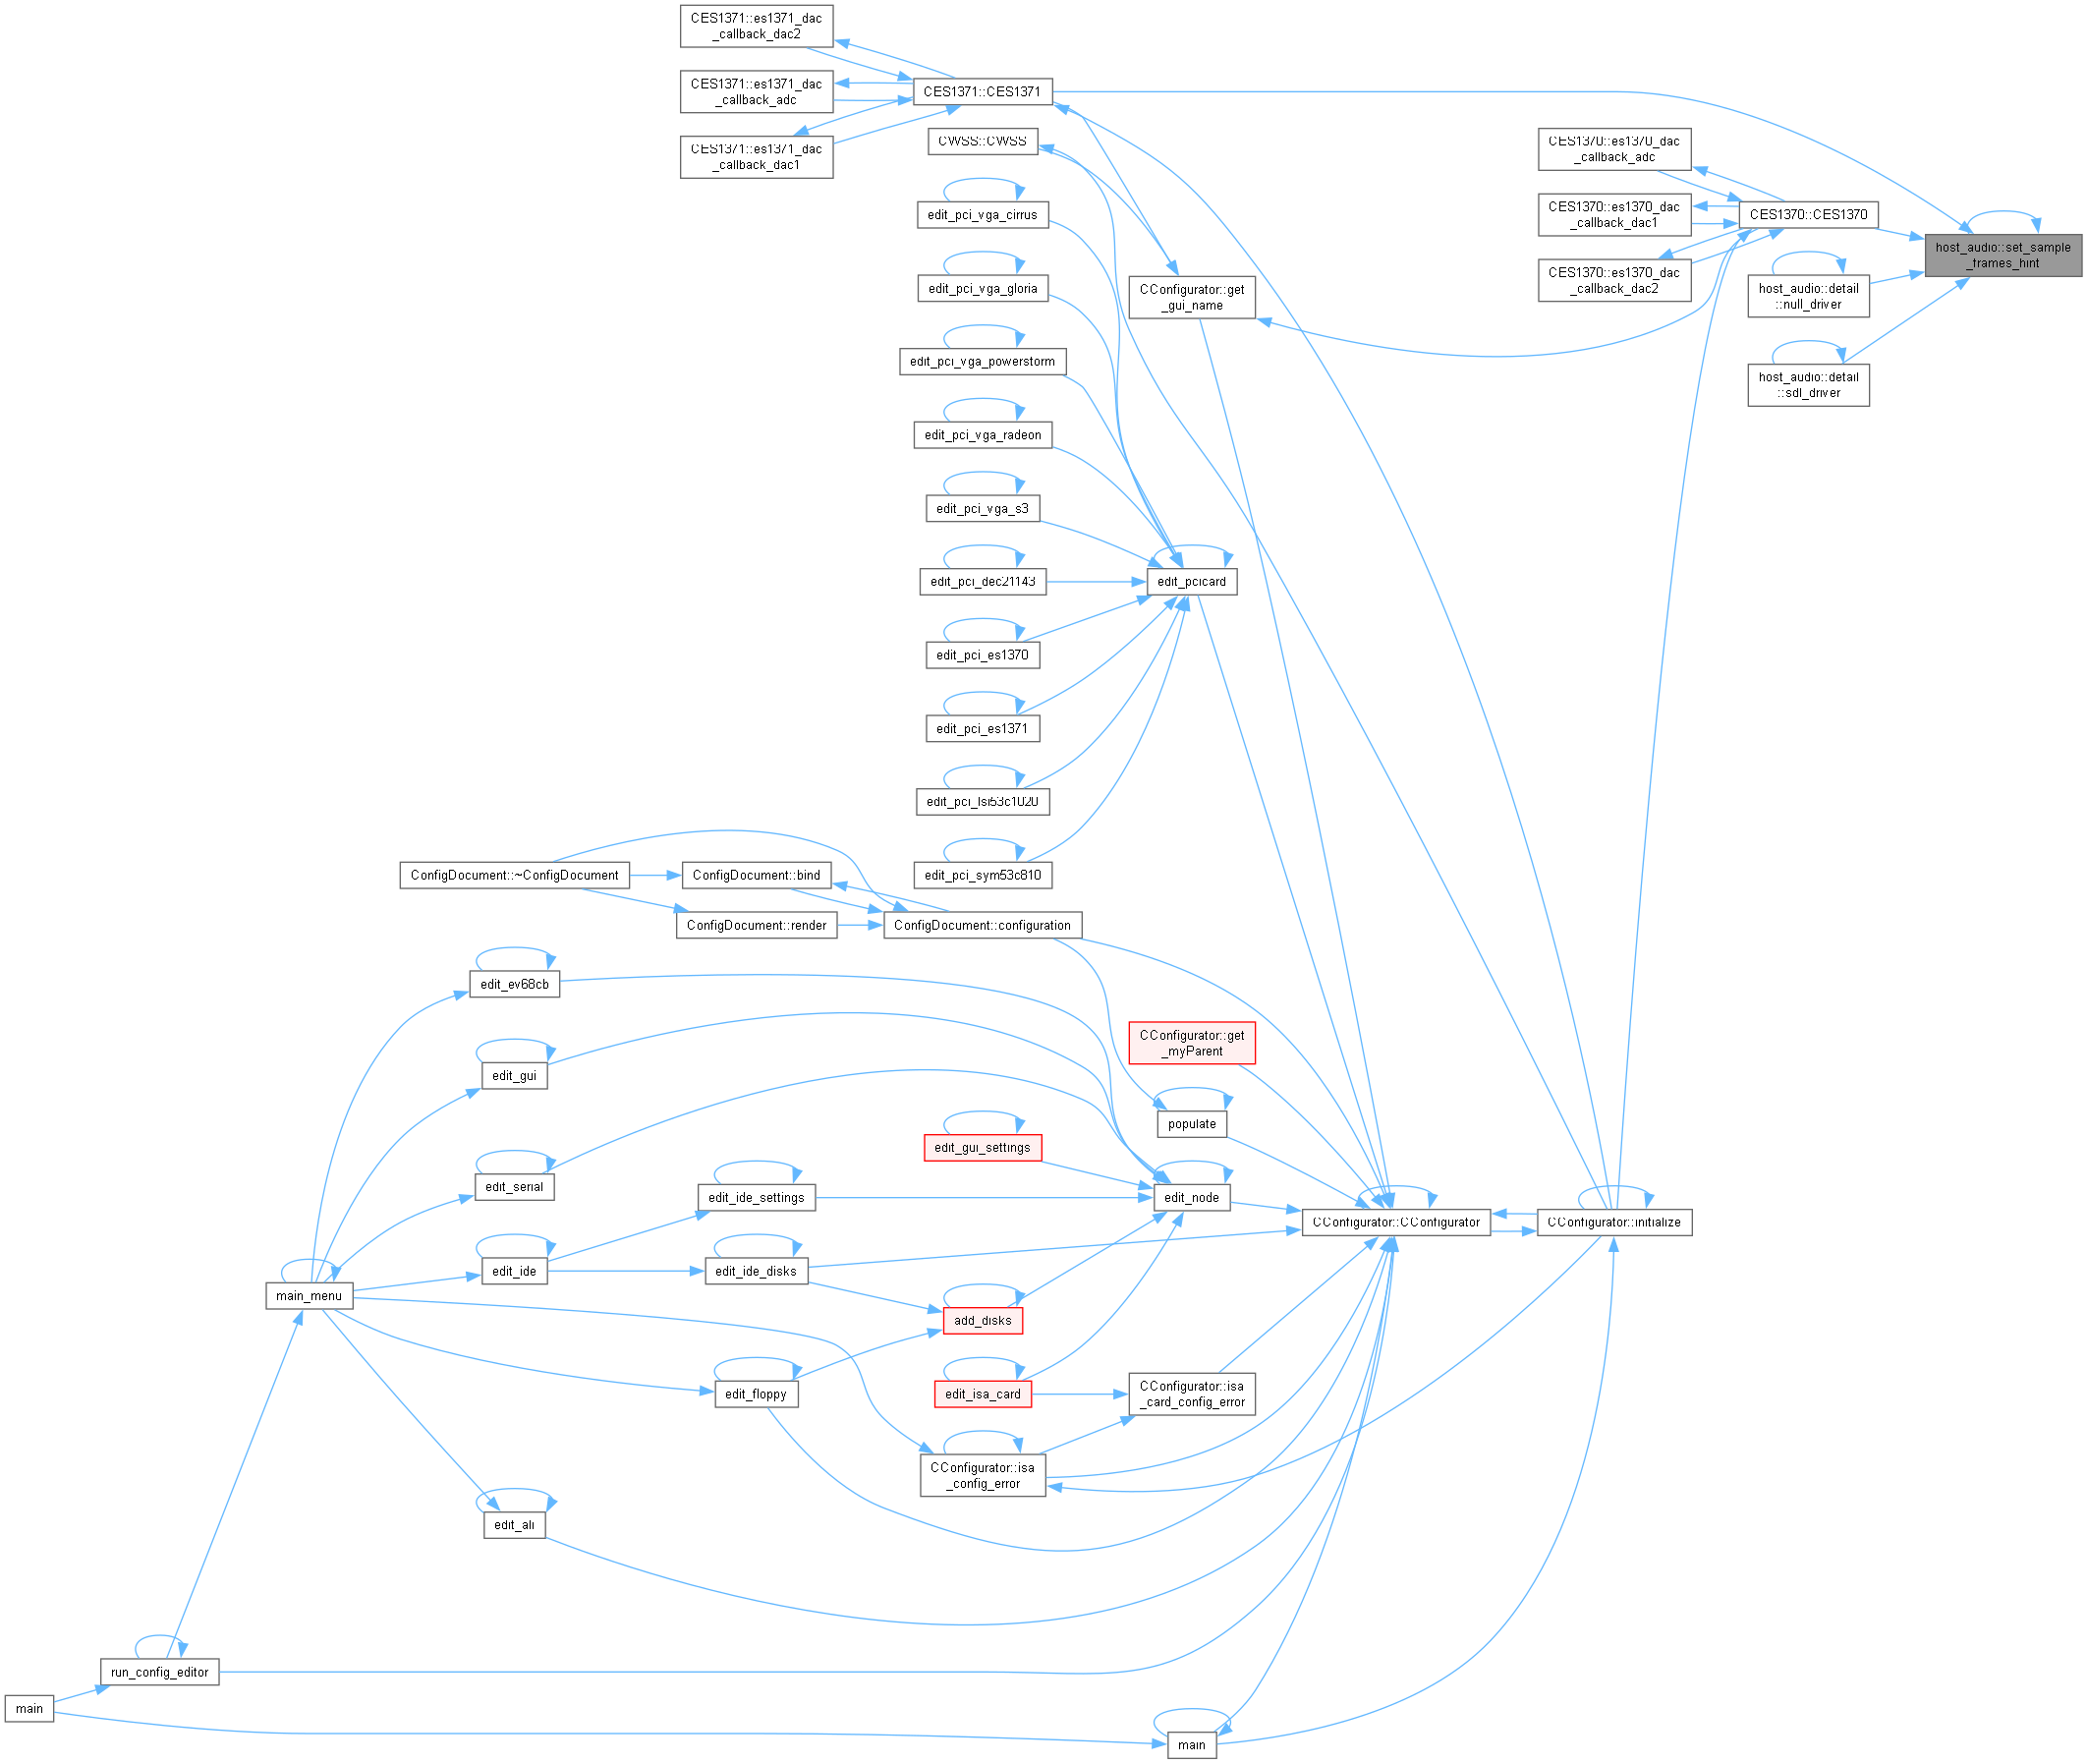 CES1371::es1371_dac
_callback_dac2
CES1371::es1371_dac
_callback_adc
CES1371::es1371_dac
_callback_dac1
CES1371::CES1371
CWSS::CWSS
edit_pci_vga_cirrus
edit_pci_vga_gloria
edit_pci_vga_powerstorm
edit_pci_vga_radeon
edit_pci_vga_s3
edit_pci_dec21143
edit_pci_es1370
edit_pci_es1371
edit_pci_lsi53c1020
edit_pci_sym53c810
CConfigurator::get
_gui_name
edit_pcicard
CES1370::es1370_dac
_callback_adc
CES1370::es1370_dac
_callback_dac1
CES1370::es1370_dac
_callback_dac2
CES1370::CES1370
host_audio::detail
::null_driver
host_audio::detail
::sdl_driver
host_audio::set_sample
_frames_hint
ConfigDocument::~ConfigDocument
ConfigDocument::bind
ConfigDocument::render
ConfigDocument::configuration
edit_ev68cb
edit_gui
edit_serial
edit_ide_settings
edit_ide
edit_ide_disks
main_menu
edit_floppy
edit_ali
run_config_editor
main
CConfigurator::get
_myParent
populate
edit_gui_settings
edit_node
add_disks
edit_isa_card
CConfigurator::isa
_card_config_error
CConfigurator::isa
_config_error
CConfigurator::CConfigurator
CConfigurator::initialize
main